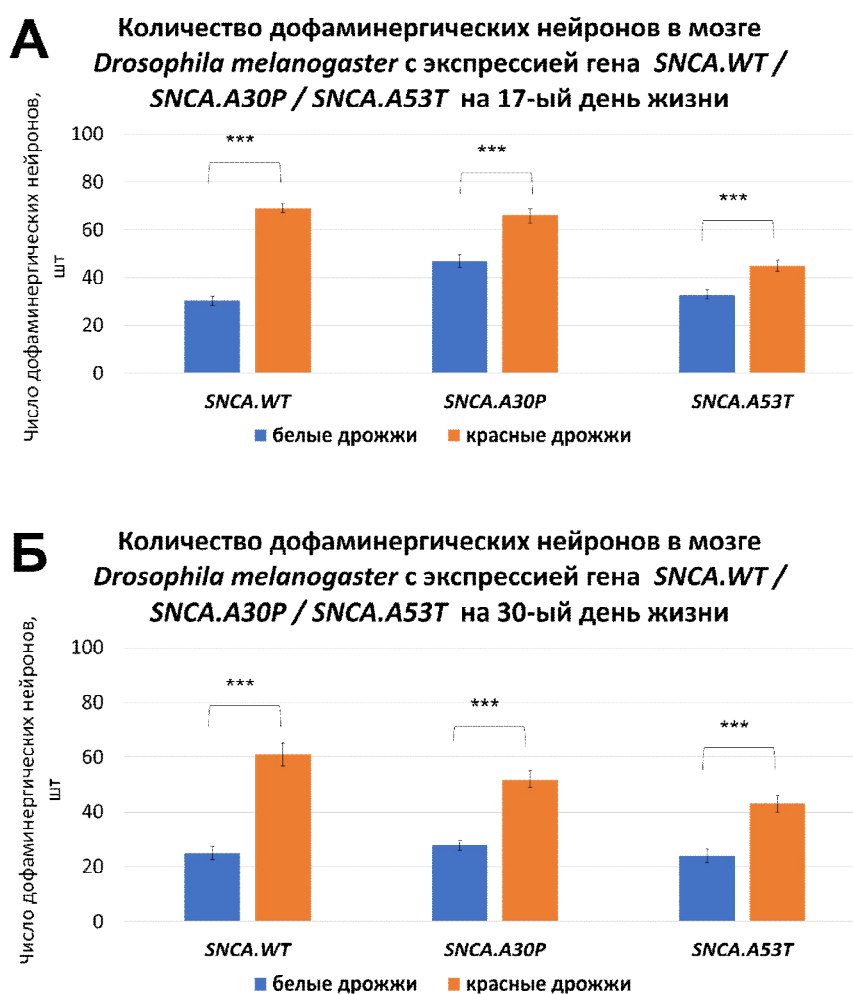 А
Количество дофаминергических нейронов в мозге
Drosophila melanogaster с экспрессией гена SNCA.WT /
SNCA.A30P / SNCA.A53T на 17-ый день жизни
Число дофаминергических нейронов,
шт
100
80
60
40
20
0
***
***
***
SNCA.WT
SNCA.A30P
SNCA.A53T
белые дрожжи
красные дрожжи
Б
Количество дофаминергических нейронов в мозге
Drosophila melanogaster с экспрессией гена SNCA.WT /
SNCA.A30P / SNCA.A53T на 30-ый день жизни
Число дофаминергических нейронов,
шт
100
80
60
40
20
0
***
***
***
SNCA.WT
SNCA.A30P
SNCA.A53T
белые дрожжи
красные дрожжи